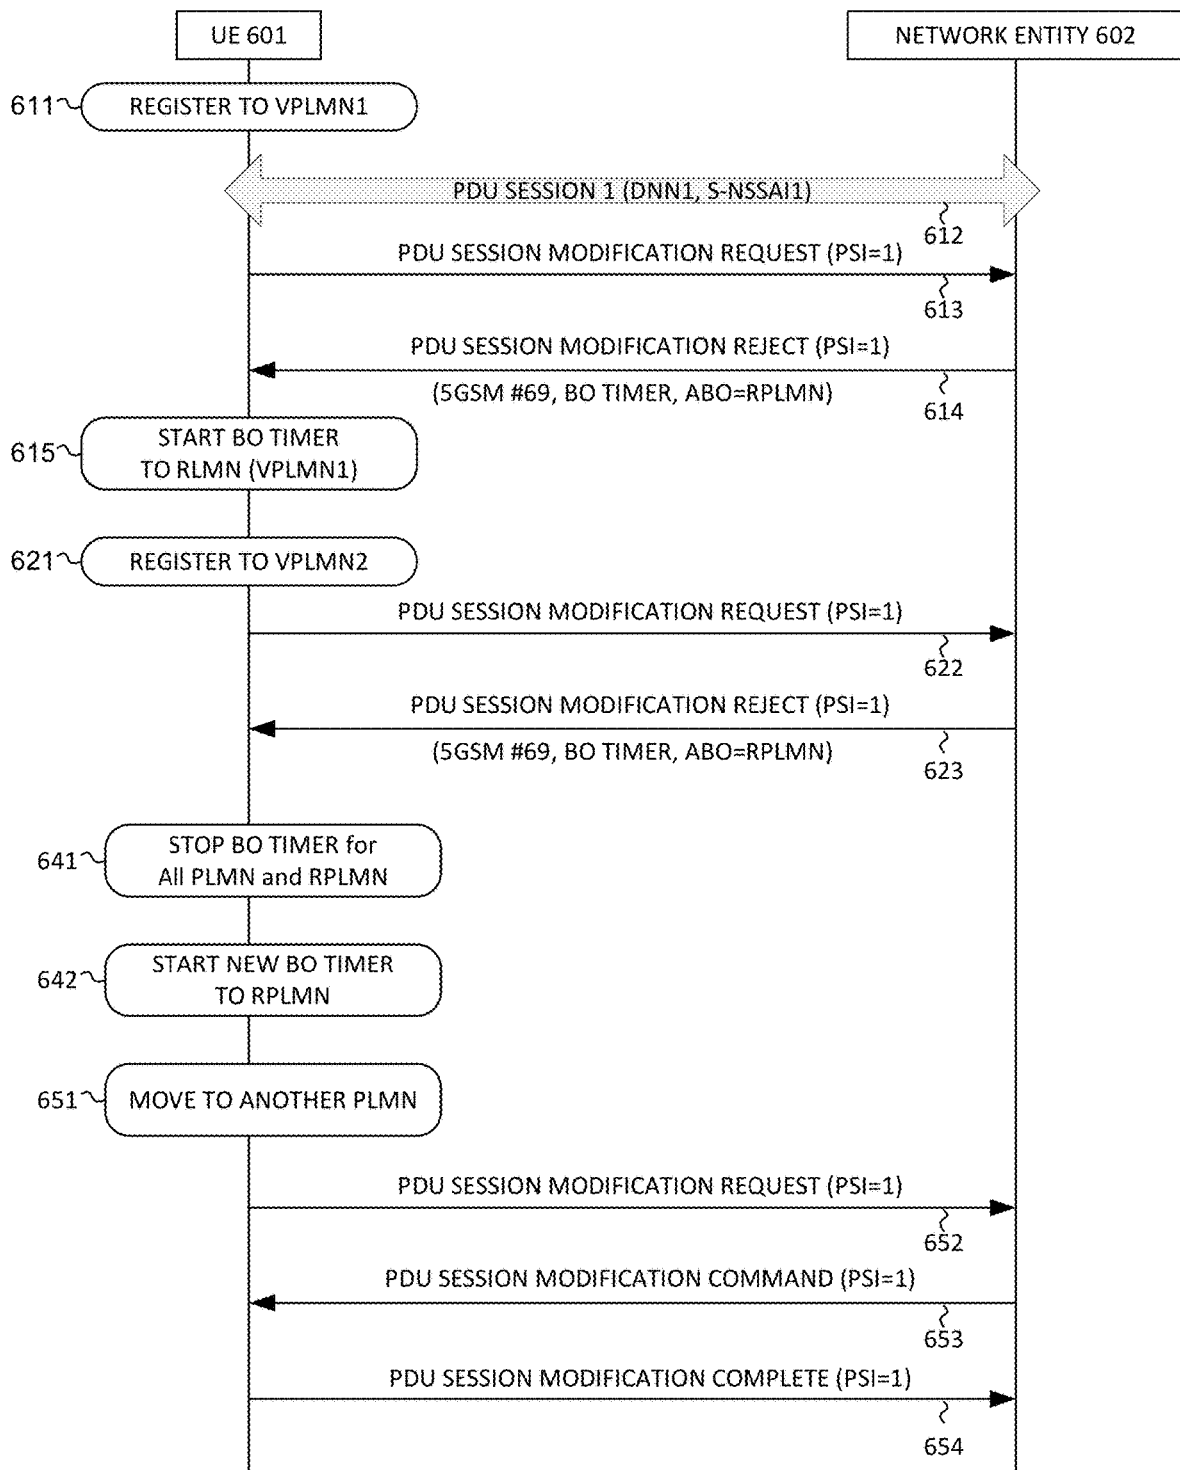 UE 601
NETWORK ENTITY 602
611
REGISTER TO VPLMN1
PDU SESSION 1 (DNN1, S-NSSAI1)
612
PDU SESSION MODIFICATION REQUEST (PSI=1)
613
PDU SESSION MODIFICATION REJECT (PSI=1)
(5GSM #69, BO TIMER, ABO=RPLMN)
614
615
START BO TIMER
TO RLMN (VPLMN1)
621
REGISTER TO VPLMN2
PDU SESSION MODIFICATION REQUEST (PSI=1)
622
PDU SESSION MODIFICATION REJECT (PSI=1)
(5GSM #69, BO TIMER, ABO=RPLMN)
623
641
STOP BO TIMER for
All PLMN and RPLMN
642
START NEW BO TIMER
TO RPLMN
651
MOVE TO ANOTHER PLMN
PDU SESSION MODIFICATION REQUEST (PSI=1)
652
PDU SESSION MODIFICATION COMMAND (PSI=1)
653
PDU SESSION MODIFICATION COMPLETE (PSI=1)
654